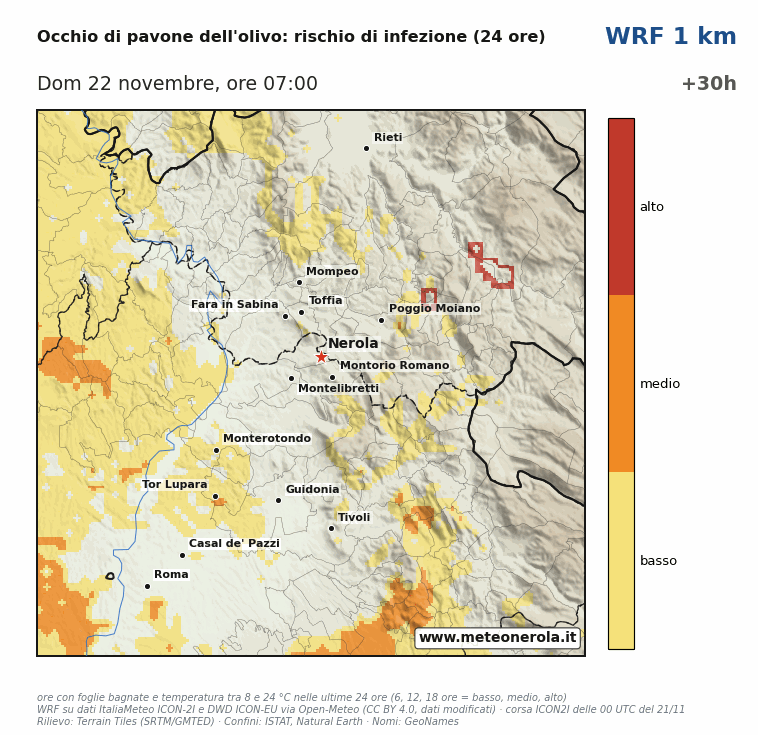 Occhio di pavone dell'olivo: rischio di infezione (24 ore)
WRF 1 km
Dom 22 novembre, ore 07:00
+30h
Rieti
alto
Mompeo
Toffia
Fara in Sabina
Poggio Moiano
Nerola
Montorio Romano
Montelibretti
medio
Monterotondo
Tor Lupara
Guidonia
Tivoli
Casal de' Pazzi
basso
Roma
www.meteonerola.it
ore con foglie bagnate e temperatura tra 8 e 24 °C nelle ultime 24 ore (6, 12, 18 ore = basso, medio, alto)
WRF su dati ItaliaMeteo ICON-2I e DWD ICON-EU via Open-Meteo (CC BY 4.0, dati modificati) · corsa ICON2I delle 00 UTC del 21/11
Rilievo: Terrain Tiles (SRTM/GMTED) · Confini: ISTAT, Natural Earth · Nomi: GeoNames